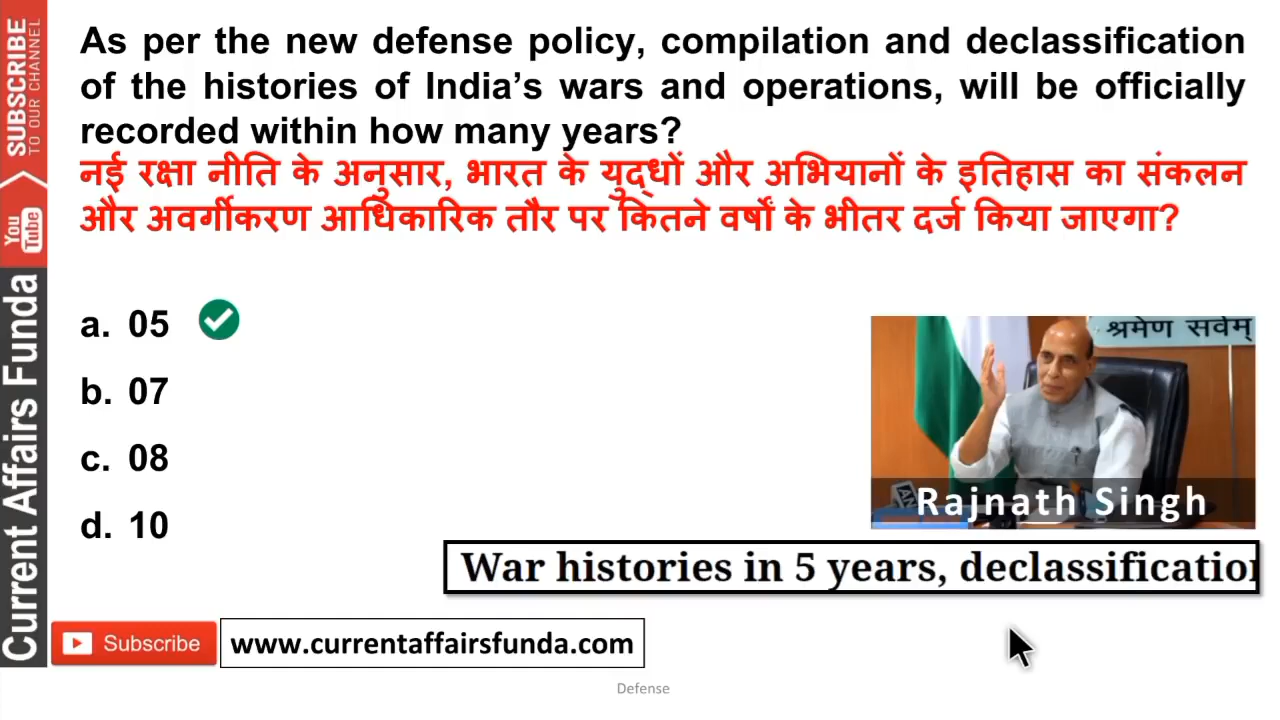 As per the new defense policy, compilation and declassification
of the histories of India’s wars and operations, will be officially
recorded within how many years?
नई रक्षा नीति के अनुसार, भारत के युद्धों और अभियानों के इतिहास का संकलन
और अवर्गीकरण आधिकारिक तौर पर कितने वर्षों के भीतर दर्ज किया जाएगा?
a. 05
b. 07
c. 08
d. 10
श्रमेण सर्वम्
Rajnath Singh
War histories in 5 years, declassification
Subscribe
www.currentaffairsfunda.com
Defense
SUBSCRIBE
TO OUR CHANNEL
You
Tube
Current Affairs Funda